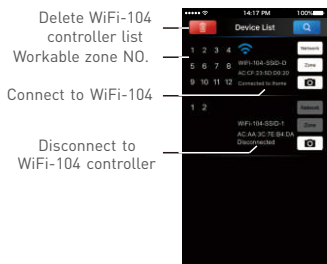 Delete WiFi-104
controller list
Workable zone NO.
Connect to WiFi-104
Disconnect to
WiFi-104 controller
14:17 PM
100%
Device List
1 2 3 4
5 6 7 8
9 10 11 12
WiFi-104-SSID-0
AC:CF:23:5D:D8:20
Connected to Home
Network
Zone
1 2
WiFi-104-SSID-1
AC:AA:3C:7E:B4:DA
Disconnected
Network
Zone